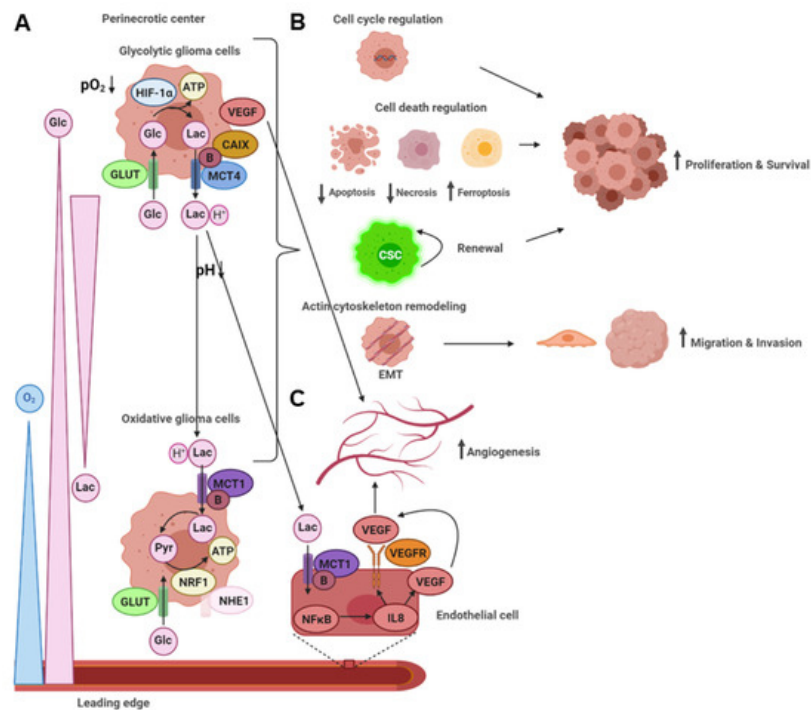 A
Perinecrotic center
Glycolytic glioma cells
pO2
HIF-1α
ATP
VEGF
Glc
Glc
Lac
CAIX
B
MCT4
GLUT
Glc
Lac
H+
pH
O2
Lac
Oxidative glioma cells
H+
Lac
MCT1
B
Lac
Pyr
ATP
NRF1
GLUT
NHE1
Glc
Leading edge
B
Cell cycle regulation
Cell death regulation
Apoptosis
Necrosis
Ferroptosis
Proliferation & Survival
CSC
Renewal
Actin cytoskeleton remodeling
EMT
Migration & Invasion
C
Angiogenesis
Lac
VEGF
MCT1
B
VEGFR
VEGF
NFκB
IL8
Endothelial cell